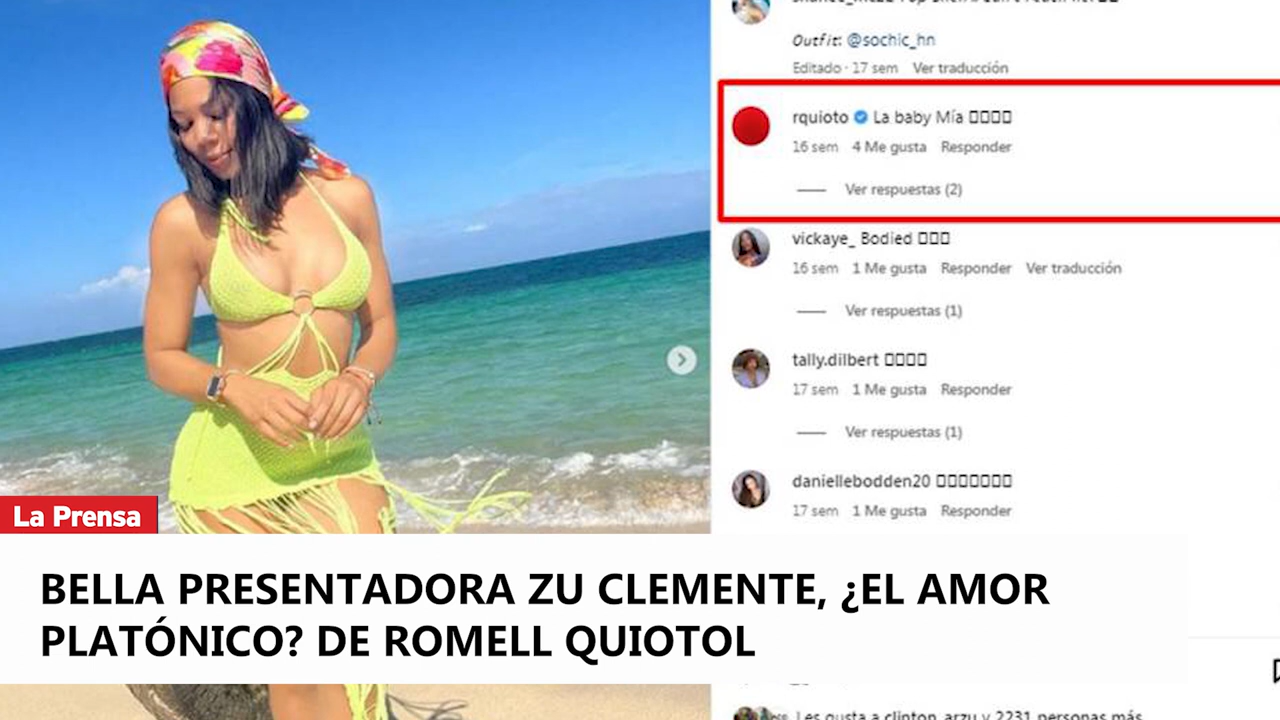 Outfit: @sochic_hn
Editado · 17 sem Ver traducción
rquioto La baby Mía
16 sem 4 Me gusta Responder
Ver respuestas (2)
vickaye_ Bodied
16 sem 1 Me gusta Responder Ver traducción
Ver respuestas (1)
tally.dilbert
17 sem 1 Me gusta Responder
Ver respuestas (1)
daniellebodden20
17 sem 1 Me gusta Responder
La Prensa
BELLA PRESENTADORA ZU CLEMENTE, ¿EL AMOR
PLATÓNICO? DE ROMELL QUIOTOL
Les gusta a clinton_arzu y 2231 personas más